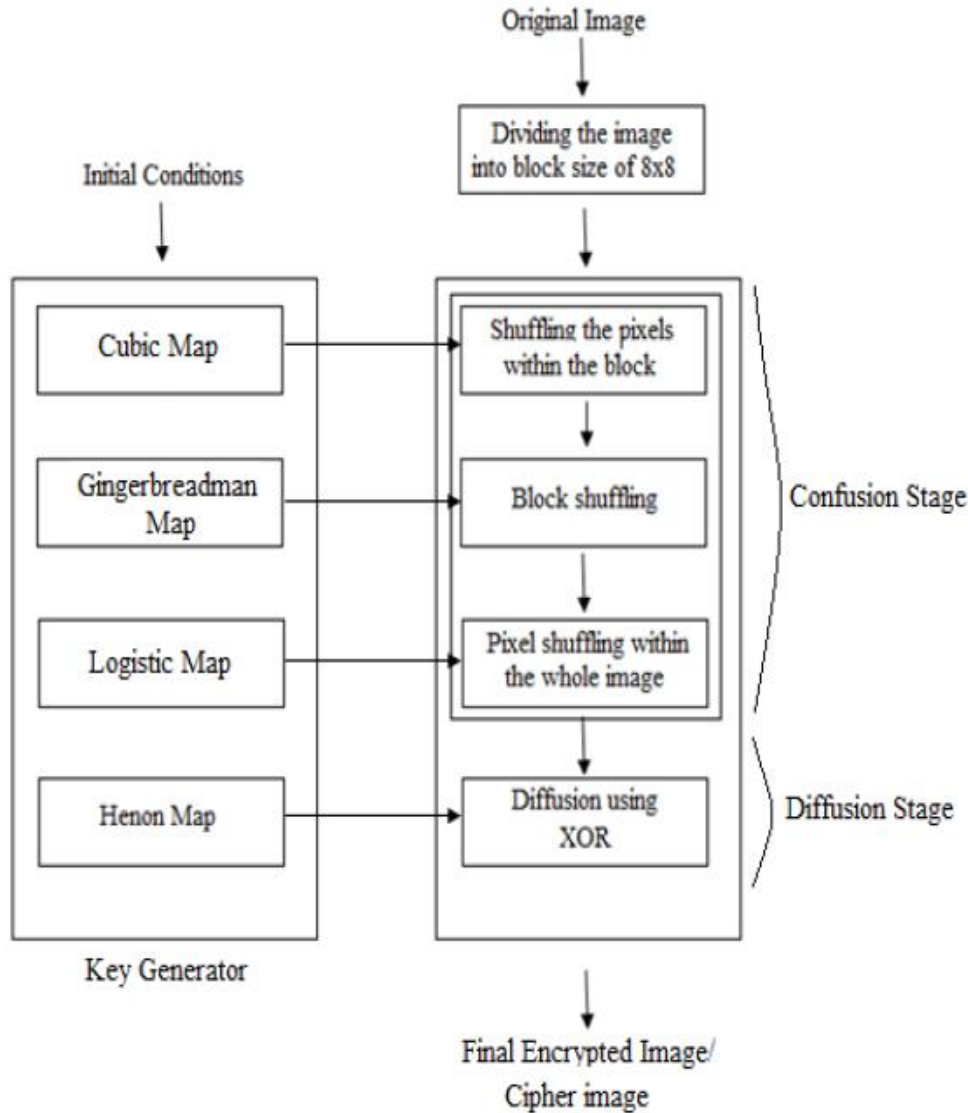 Original Image
Dividing the image
into block size of 8x8
Initial Conditions
Cubic Map
Shuffling the pixels
within the block
Gingerbreadman
Map
Block shuffling
Confusion Stage
Logistic Map
Pixel shuffling within
the whole image
Henon Map
Diffusion using
XOR
Diffusion Stage
Key Generator
Final Encrypted Image/
Cipher image